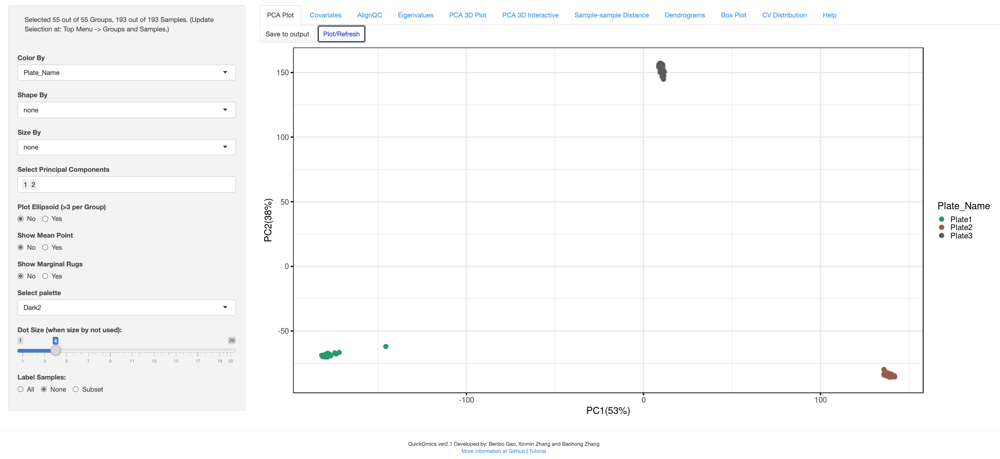 Selected 55 out of 55 Groups, 193 out of 193 Samples. (Update
Selection at: Top Menu -> Groups and Samples.)
Color By
Plate_Name
Shape By
none
Size By
none
Select Principal Components
1 2
Plot Ellipsoid (>3 per Group)
No Yes
Show Mean Point
No Yes
Show Marginal Rugs
No Yes
Select palette
Dark2
Dot Size (when size by not used):
1 4 20
1 3 5 7 9 11 13 15 17 19 20
Label Samples:
All None Subset
PCA Plot Covariates AlignQC Eigenvalues PCA 3D Plot PCA 3D Interactive Sample-sample Distance Dendrograms Box Plot CV Distribution Help
Save to output Plot/Refresh
150
100
50
0
-50
PC2(38%)
-100 0 100
PC1(53%)
Plate_Name
Plate1
Plate2
Plate3
QuickOmics ver2.1 Developed by: Benbo Gao, Xinmin Zhang and Baohong Zhang
More information at GitHub | Tutorial